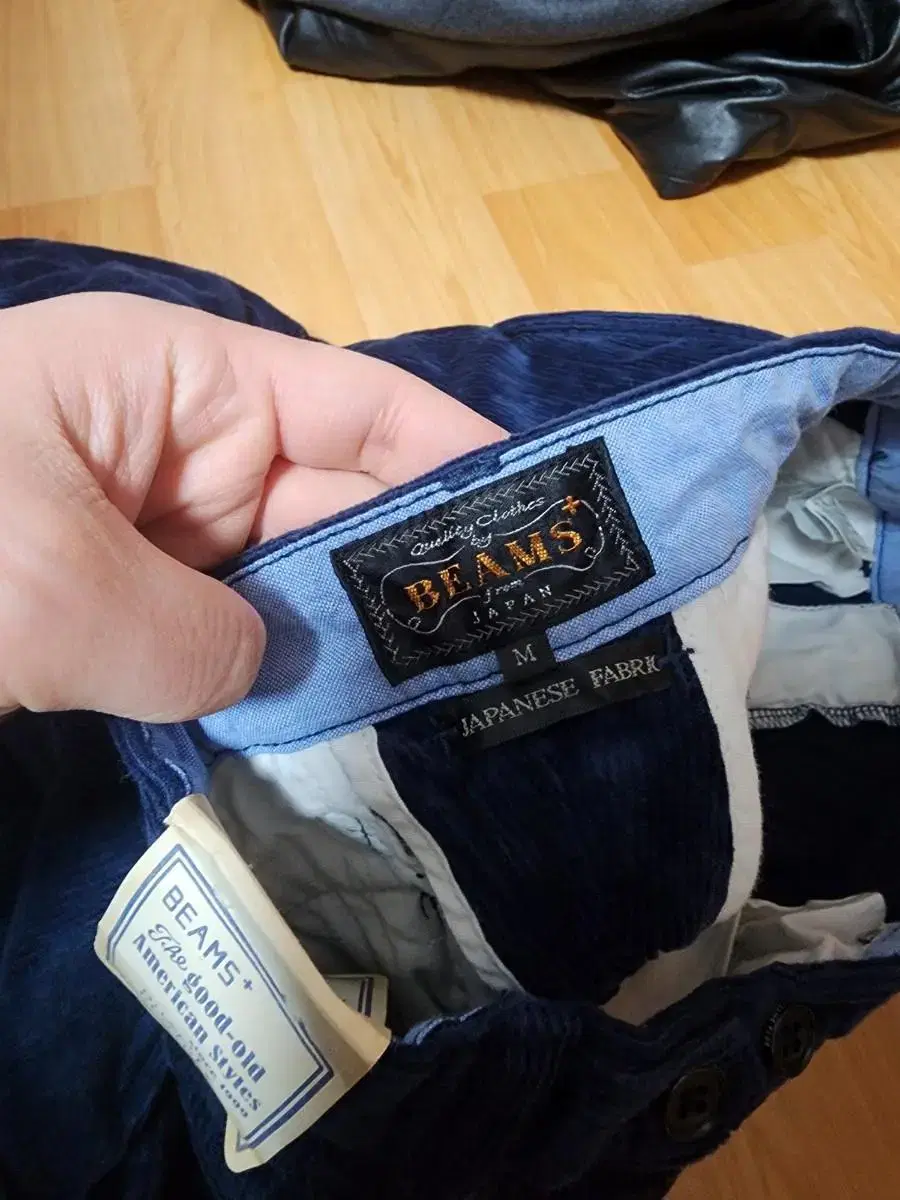 Quality Clothes
by
BEAMS+
from
JAPAN
M
JAPANESE FABRIC
BEAMS+
The good-old
American styles